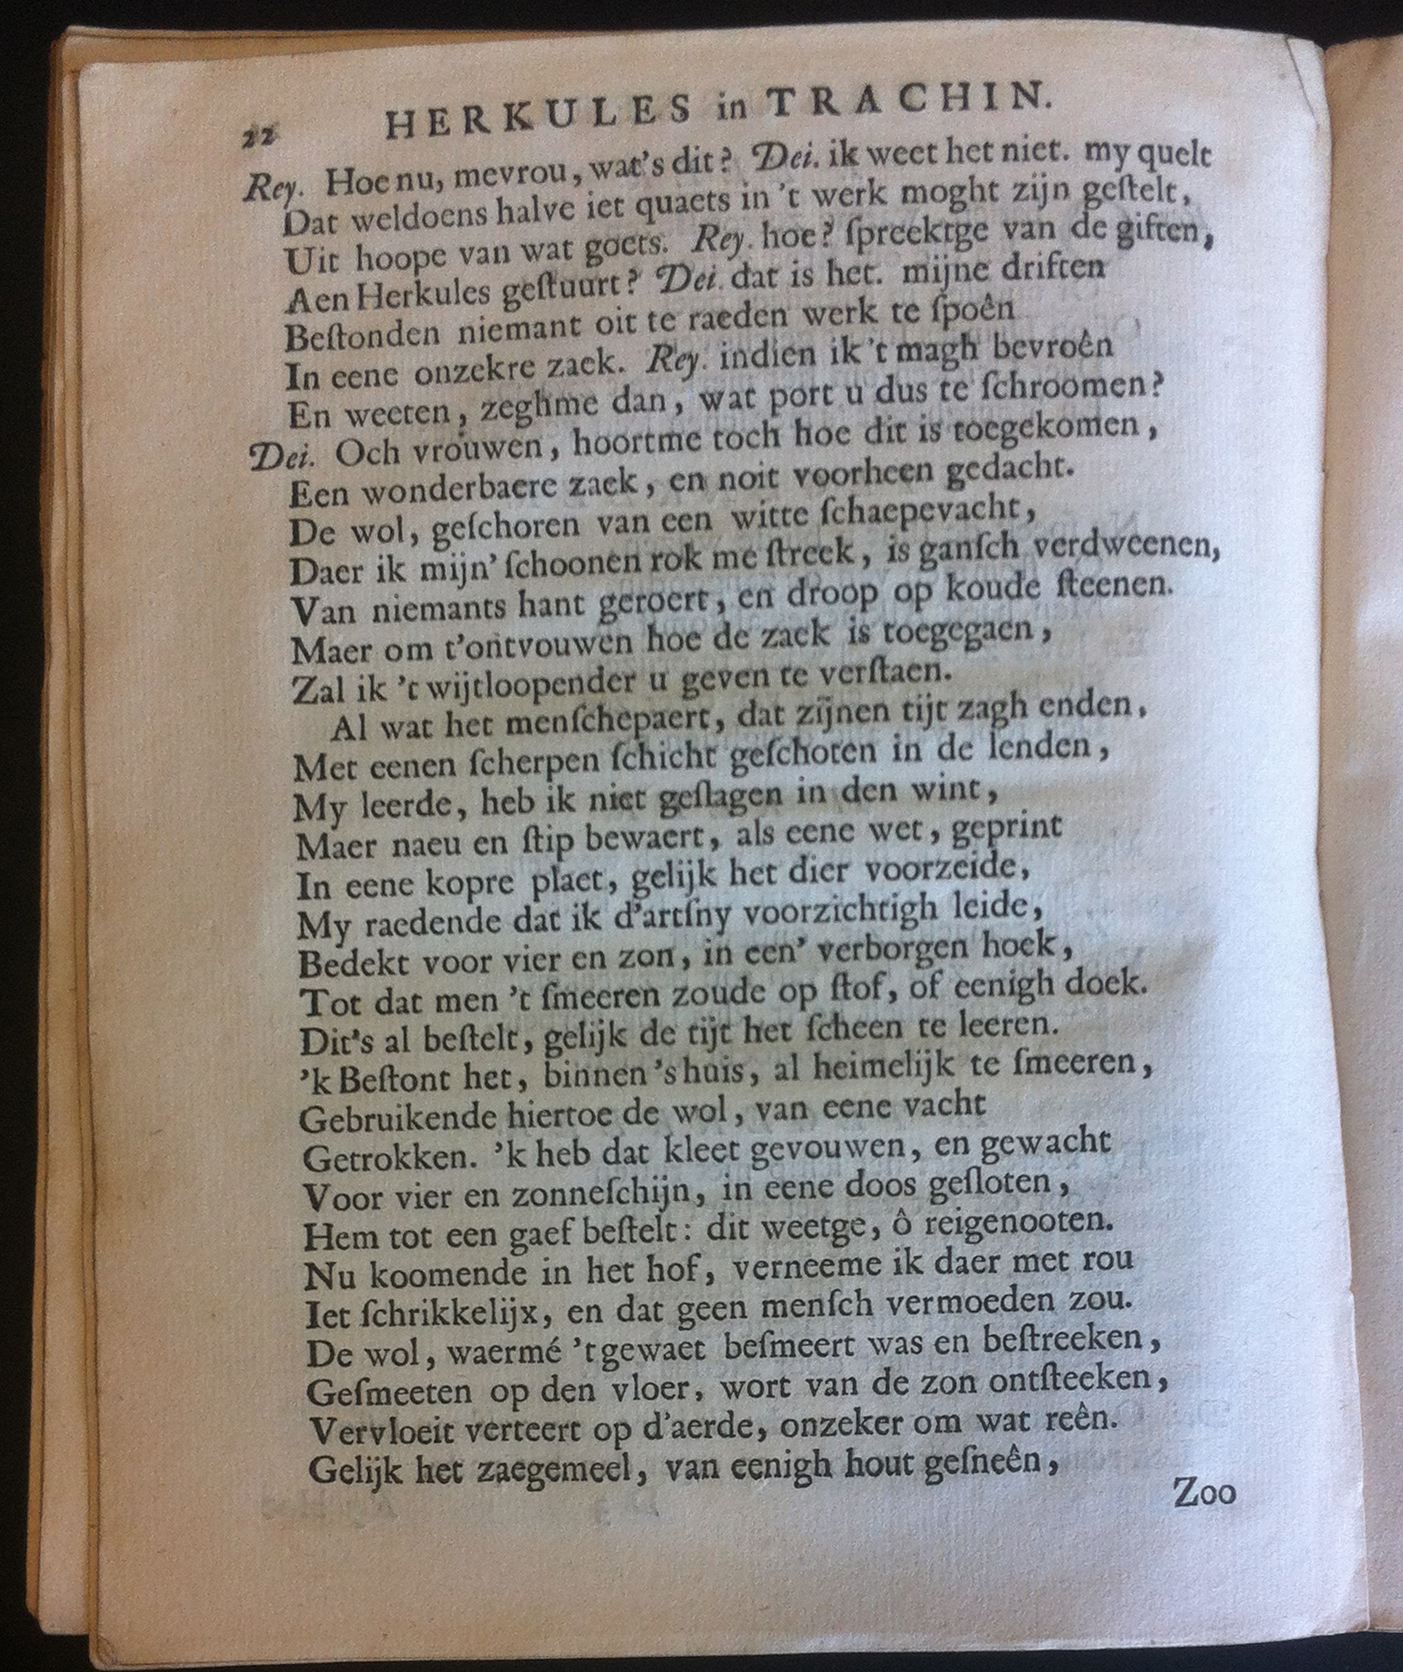 22 HERKULES in TRACHIN.
Rey. Hoe nu, mevrou, wat's dit? Dei. ik weet het niet. my quelt
Dat weldoens halve iet quaets in 't werk moght zijn geſtelt,
Uit hoope van wat goets. Rey. hoe? ſpreektge van de giften,
Aen Herkules geſtuurt? Dei. dat is het. mijne driften
Beſtonden niemant oit te raeden werk te ſpoên
In eene onzekre zaek. Rey. indien ik 't magh bevroên
En weeten, zeghme dan, wat port u dus te ſchroomen?
Dei. Och vrouwen, hoortme toch hoe dit is toegekomen,
Een wonderbaere zaek, en noit voorheen gedacht.
De wol, geſchoren van een witte ſchaepevacht,
Daer ik mijn' ſchoonen rok me ſtreek, is ganſch verdweenen,
Van niemants hant geroert, en droop op koude ſteenen.
Maer om t'ontvouwen hoe de zaek is toegegaen,
Zal ik 't wijtloopender u geven te verſtaen.
Al wat het menſchepaert, dat zijnen tijt zagh enden,
Met eenen ſcherpen ſchicht geſchoten in de lenden,
My leerde, heb ik niet geſlagen in den wint,
Maer naeu en ſtip bewaert, als eene wet, geprint
In eene kopre plaet, gelijk het dier voorzeide,
My raedende dat ik d'artſny voorzichtigh leide,
Bedekt voor vier en zon, in een' verborgen hoek,
Tot dat men 't ſmeeren zoude op ſtof, of eenigh doek.
Dit's al beſtelt, gelijk de tijt het ſcheen te leeren.
'k Beſtont het, binnen 's huis, al heimelijk te ſmeeren,
Gebruikende hiertoe de wol, van eene vacht
Getrokken. 'k heb dat kleet gevouwen, en gewacht
Voor vier en zonneſchijn, in eene doos geſloten,
Hem tot een gaef beſtelt: dit weetge, ô reigenooten.
Nu koomende in het hof, verneeme ik daer met rou
Iet ſchrikkelijx, en dat geen menſch vermoeden zou.
De wol, waermé 't gewaet beſmeert was en beſtreeken,
Geſmeeten op den vloer, wort van de zon ontſteeken,
Vervloeit verteert op d'aerde, onzeker om wat reên.
Gelijk het zaegemeel, van eenigh hout geſneên,
Zoo